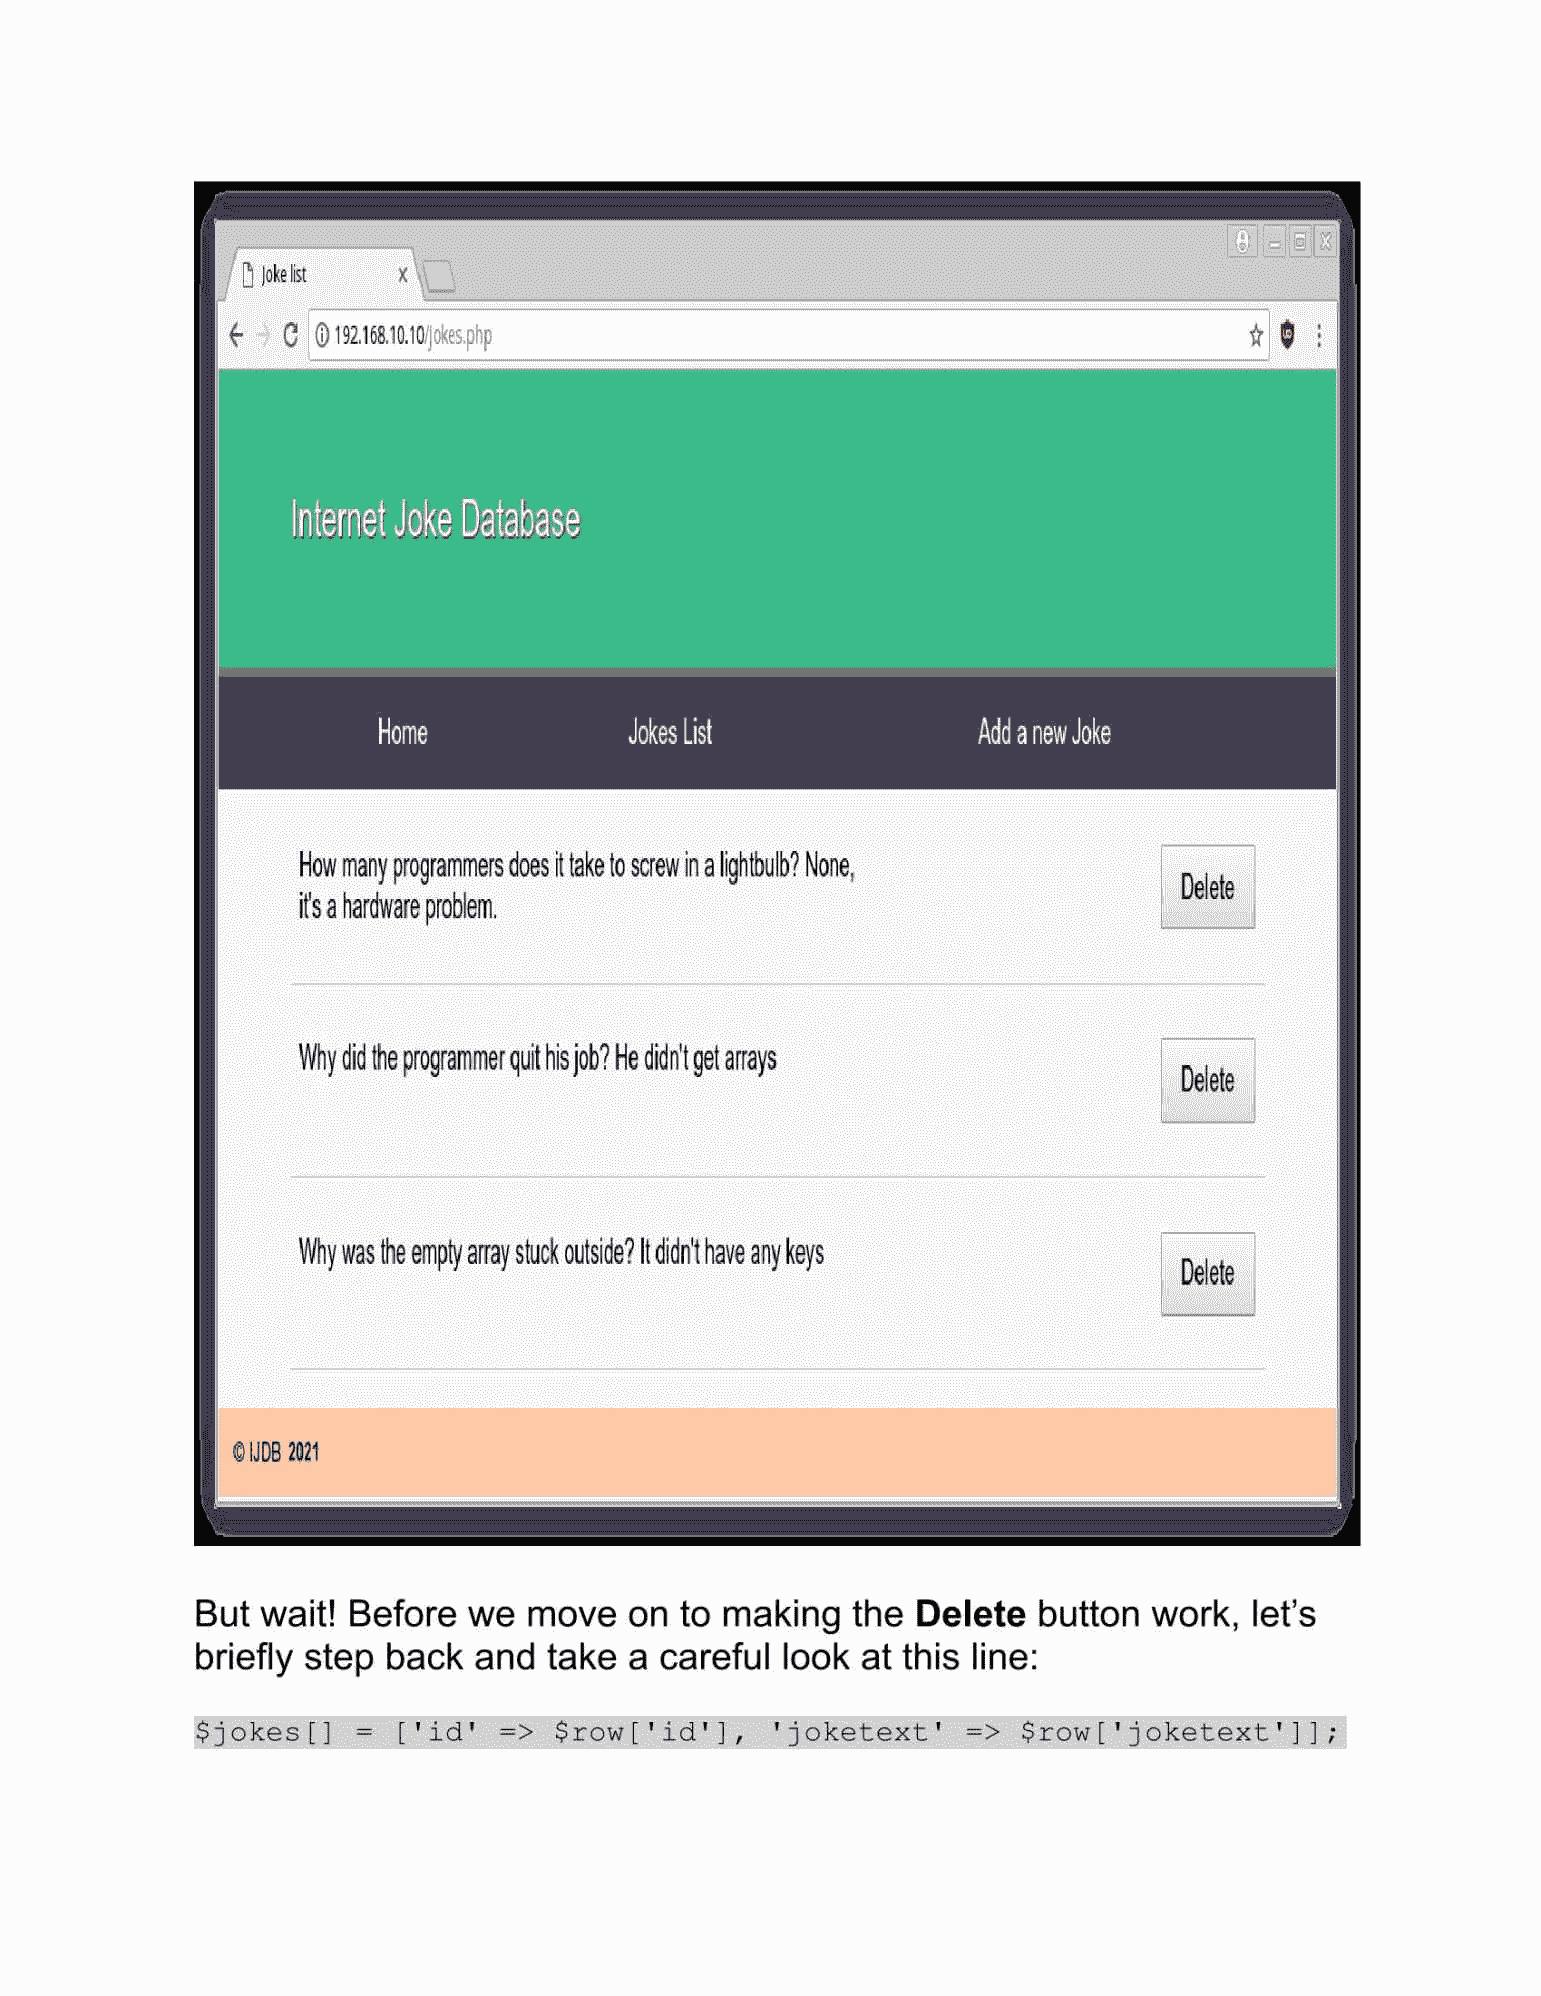 Joke list
192.168.10.10/jokes.php
Internet Joke Database
Home Jokes List Add a new Joke
How many programmers does it take to screw in a lightbulb? None,
it's a hardware problem.
Delete
Why did the programmer quit his job? He didn't get arrays
Delete
Why was the empty array stuck outside? It didn't have any keys
Delete
© IJDB 2021
But wait! Before we move on to making the Delete button work, let’s
briefly step back and take a careful look at this line:
$jokes[] = ['id' => $row['id'], 'joketext' => $row['joketext']];